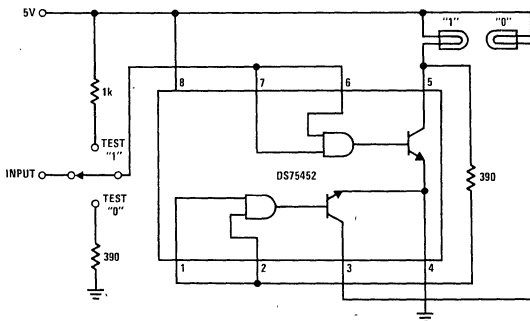 5V
"1" "0"
1k
8 7 6 5
TEST
"1"
INPUT
DS75452
390
TEST
"0"
390
1 2 3 4